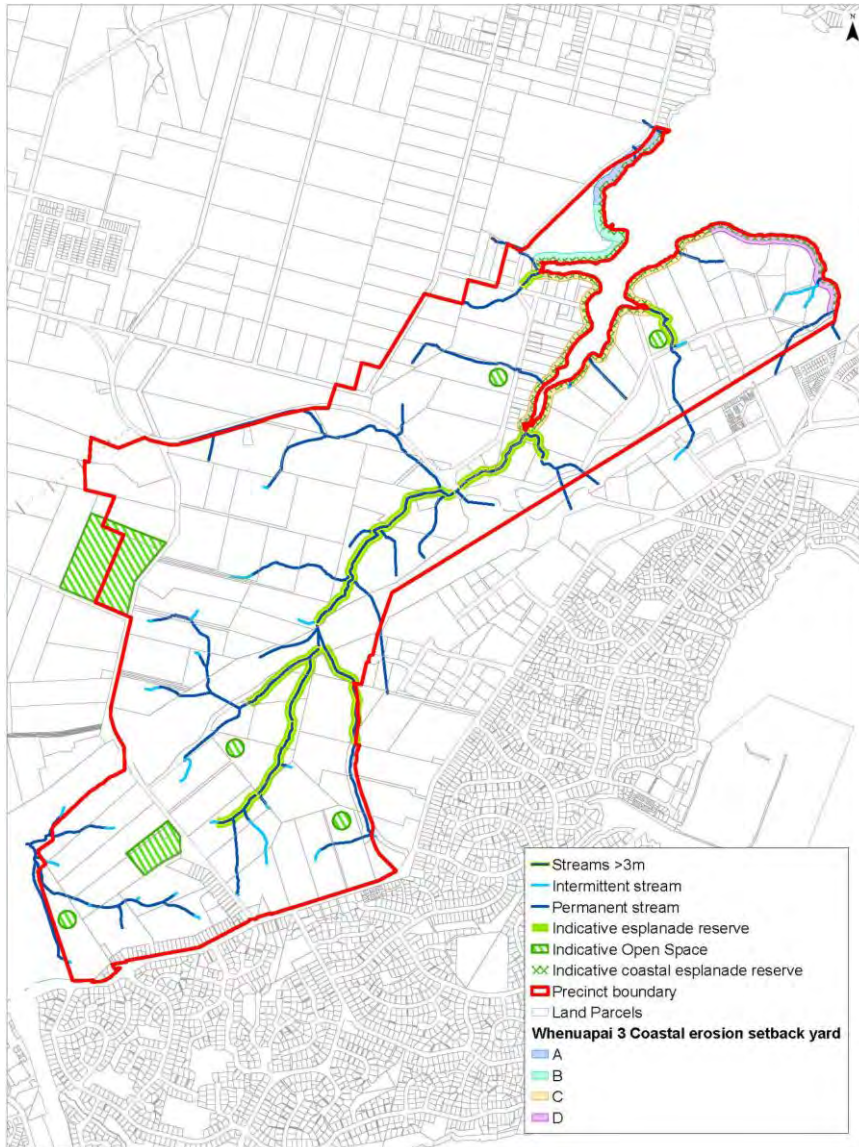 N
Streams >3m
Intermittent stream
Permanent stream
Indicative esplanade reserve
Indicative Open Space
Indicative coastal esplanade reserve
Precinct boundary
Land Parcels
Whenuapai 3 Coastal erosion setback yard
A
B
C
D